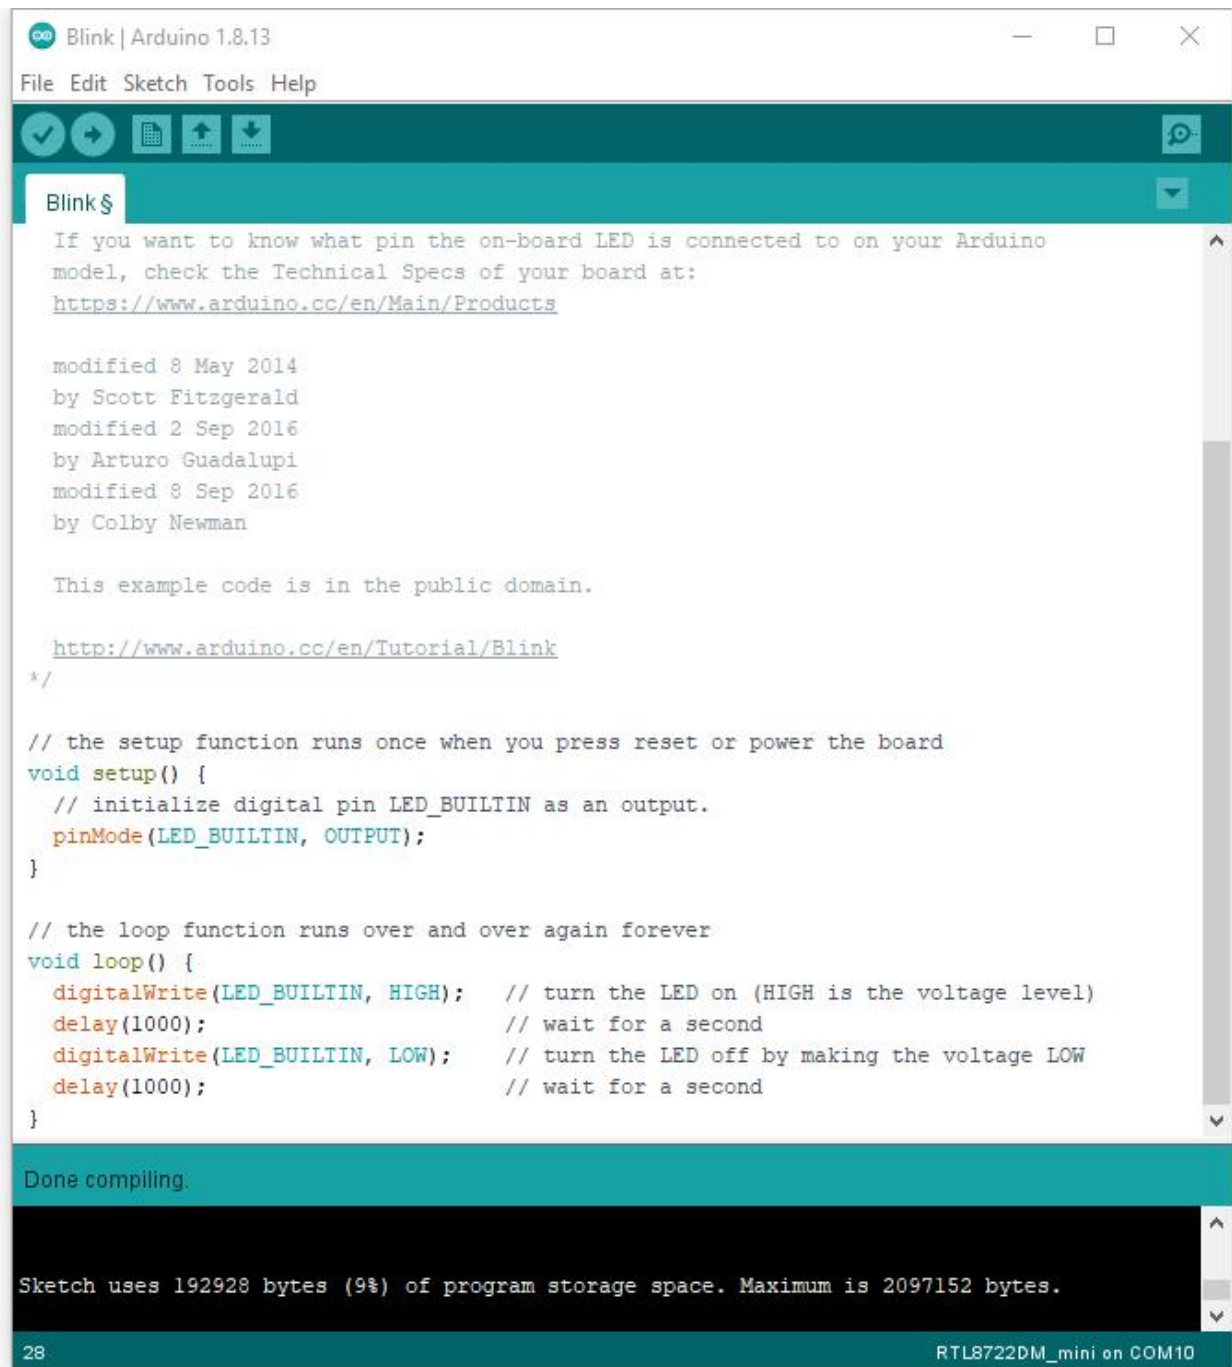 Blink | Arduino 1.8.13
File Edit Sketch Tools Help
Blink §
If you want to know what pin the on-board LED is connected to on your Arduino
model, check the Technical Specs of your board at:
https://www.arduino.cc/en/Main/Products
modified 8 May 2014
by Scott Fitzgerald
modified 2 Sep 2016
by Arturo Guadalupi
modified 8 Sep 2016
by Colby Newman
This example code is in the public domain.
http://www.arduino.cc/en/Tutorial/Blink
*/
// the setup function runs once when you press reset or power the board
void setup() {
// initialize digital pin LED_BUILTIN as an output.
pinMode(LED_BUILTIN, OUTPUT);
}
// the loop function runs over and over again forever
void loop() {
digitalWrite(LED_BUILTIN, HIGH);   // turn the LED on (HIGH is the voltage level)
delay(1000);                       // wait for a second
digitalWrite(LED_BUILTIN, LOW);    // turn the LED off by making the voltage LOW
delay(1000);                       // wait for a second
}
Done compiling.
Sketch uses 192928 bytes (9%) of program storage space. Maximum is 2097152 bytes.
28 RTL8722DM_mini on COM10